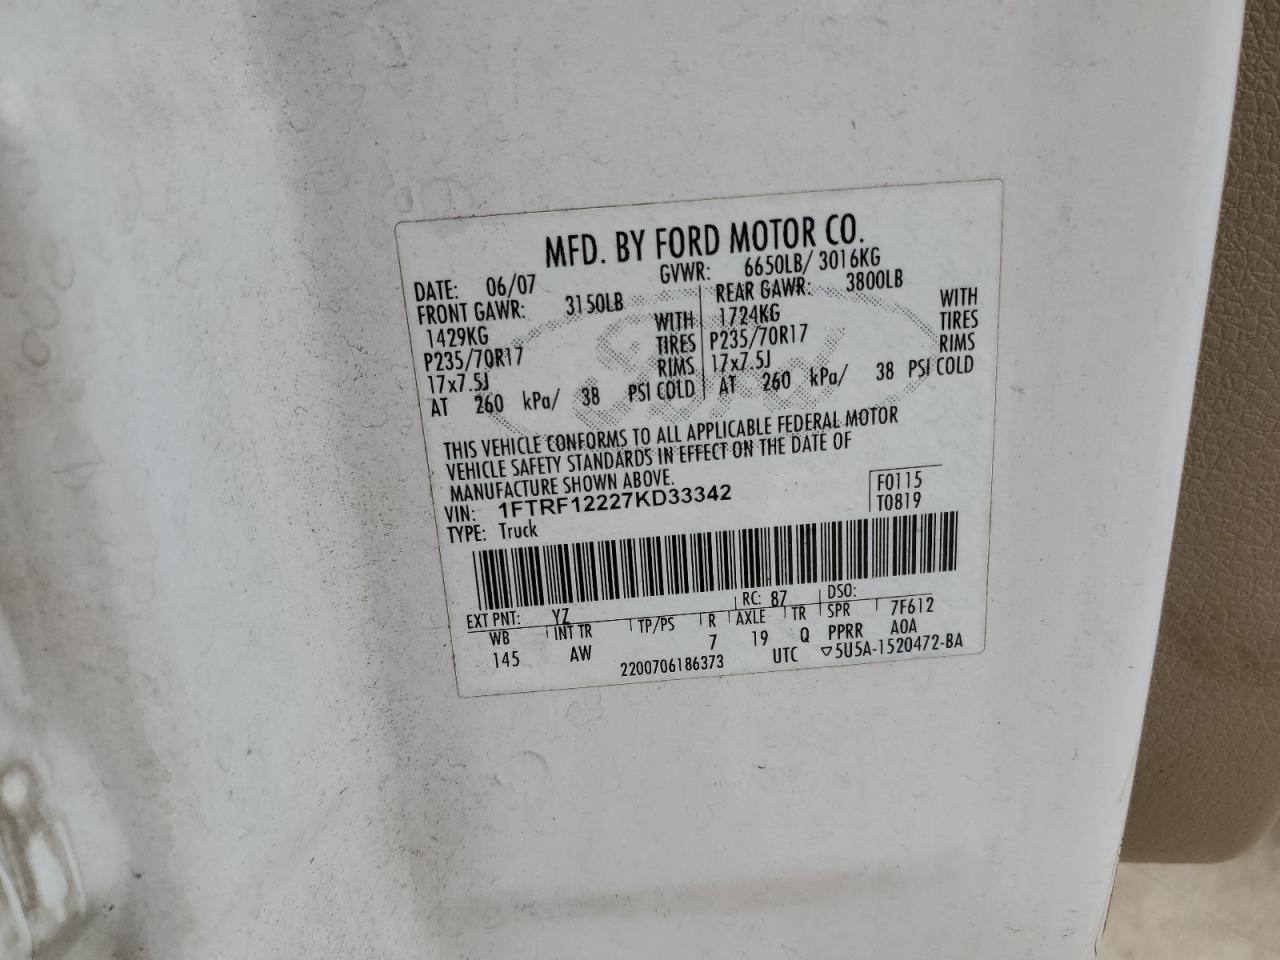 MFD. BY FORD MOTOR CO.
DATE: 06/07 GVWR: 6650LB/ 3016KG
FRONT GAWR: 3150LB REAR GAWR: 3800LB
1429KG WITH 1724KG WITH
P235/70R17 TIRES P235/70R17 TIRES
17x7.5J RIMS 17x7.5J RIMS
AT 260 kPa/ 38 PSI COLD AT 260 kPa/ 38 PSI COLD
THIS VEHICLE CONFORMS TO ALL APPLICABLE FEDERAL MOTOR
VEHICLE SAFETY STANDARDS IN EFFECT ON THE DATE OF
MANUFACTURE SHOWN ABOVE.
VIN: 1FTRF12227KD33342 F0115
TYPE: Truck T0819
EXT PNT: YZ RC: 87 DSO:
WB INT TR TP/PS R AXLE TR SPR 7F612
145 AW 7 19 Q PPRR A0A
2200706186373 UTC ▽5U5A-1520472-BA
Ford